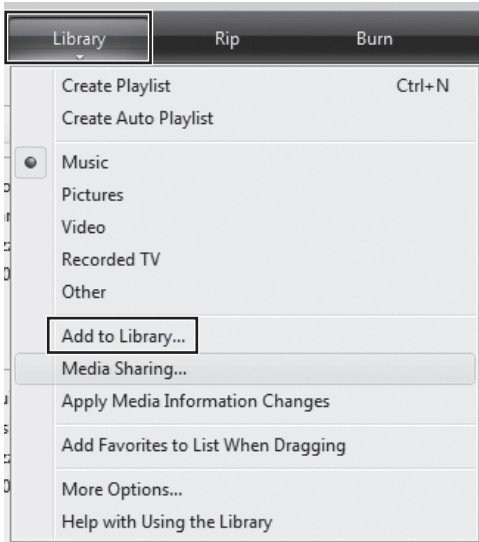 Library Rip Burn
Create Playlist Ctrl+N
Create Auto Playlist
Music
Pictures
Video
Recorded TV
Other
Add to Library...
Media Sharing...
Apply Media Information Changes
Add Favorites to List When Dragging
More Options...
Help with Using the Library